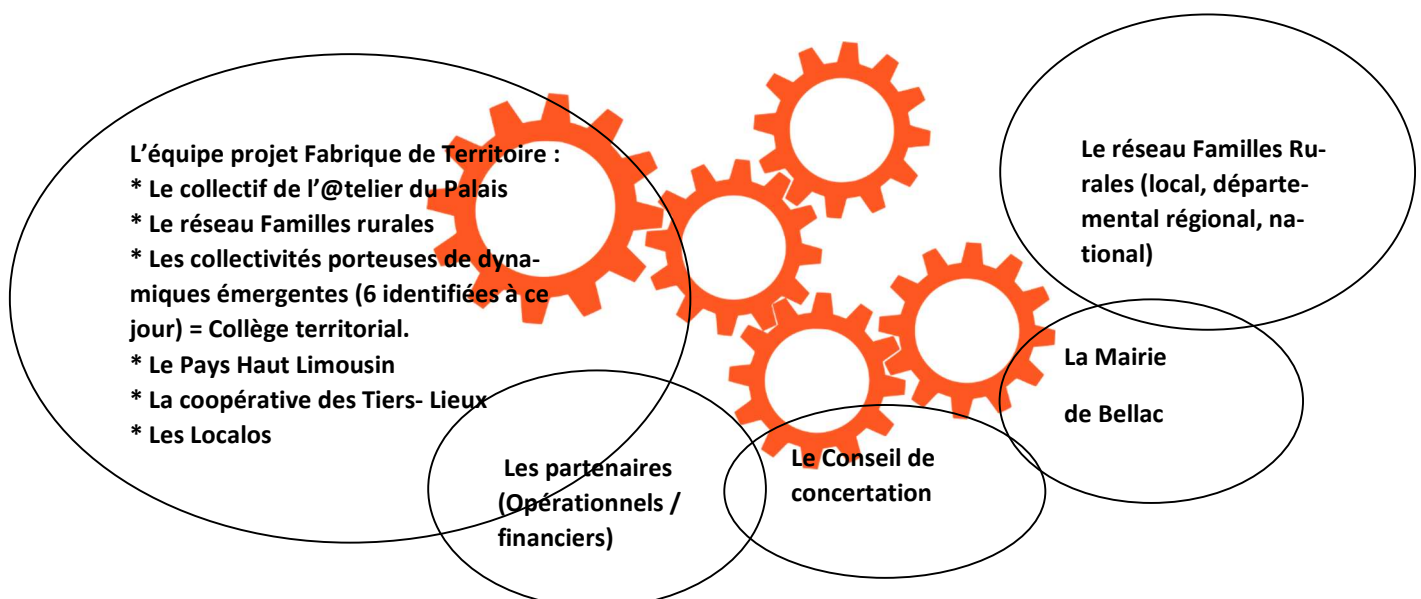 L'équipe projet Fabrique de Territoire :
* Le collectif de l'@telier du Palais
* Le réseau Familles rurales
* Les collectivités porteuses de dyna-
miques émergentes (6 identifiées à ce
jour) = Collège territorial.
* Le Pays Haut Limousin
* La coopérative des Tiers- Lieux
* Les Localos
Les partenaires
(Opérationnels /
financiers)
Le Conseil de
concertation
La Mairie
de Bellac
Le réseau Familles Ru-
rales (local, départe-
mental régional, na-
tional)